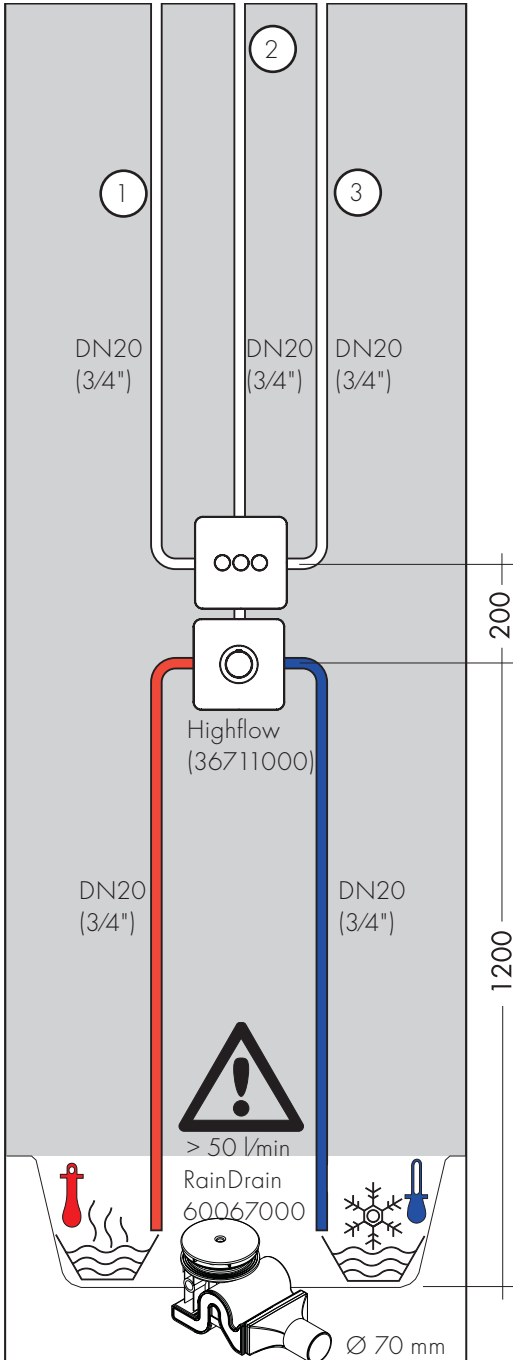 2
1
3
DN20
(3/4")
DN20
(3/4")
DN20
(3/4")
200
Highflow
(36711000)
DN20
(3/4")
DN20
(3/4")
1200
> 50 l/min
RainDrain
60067000
Ø 70 mm